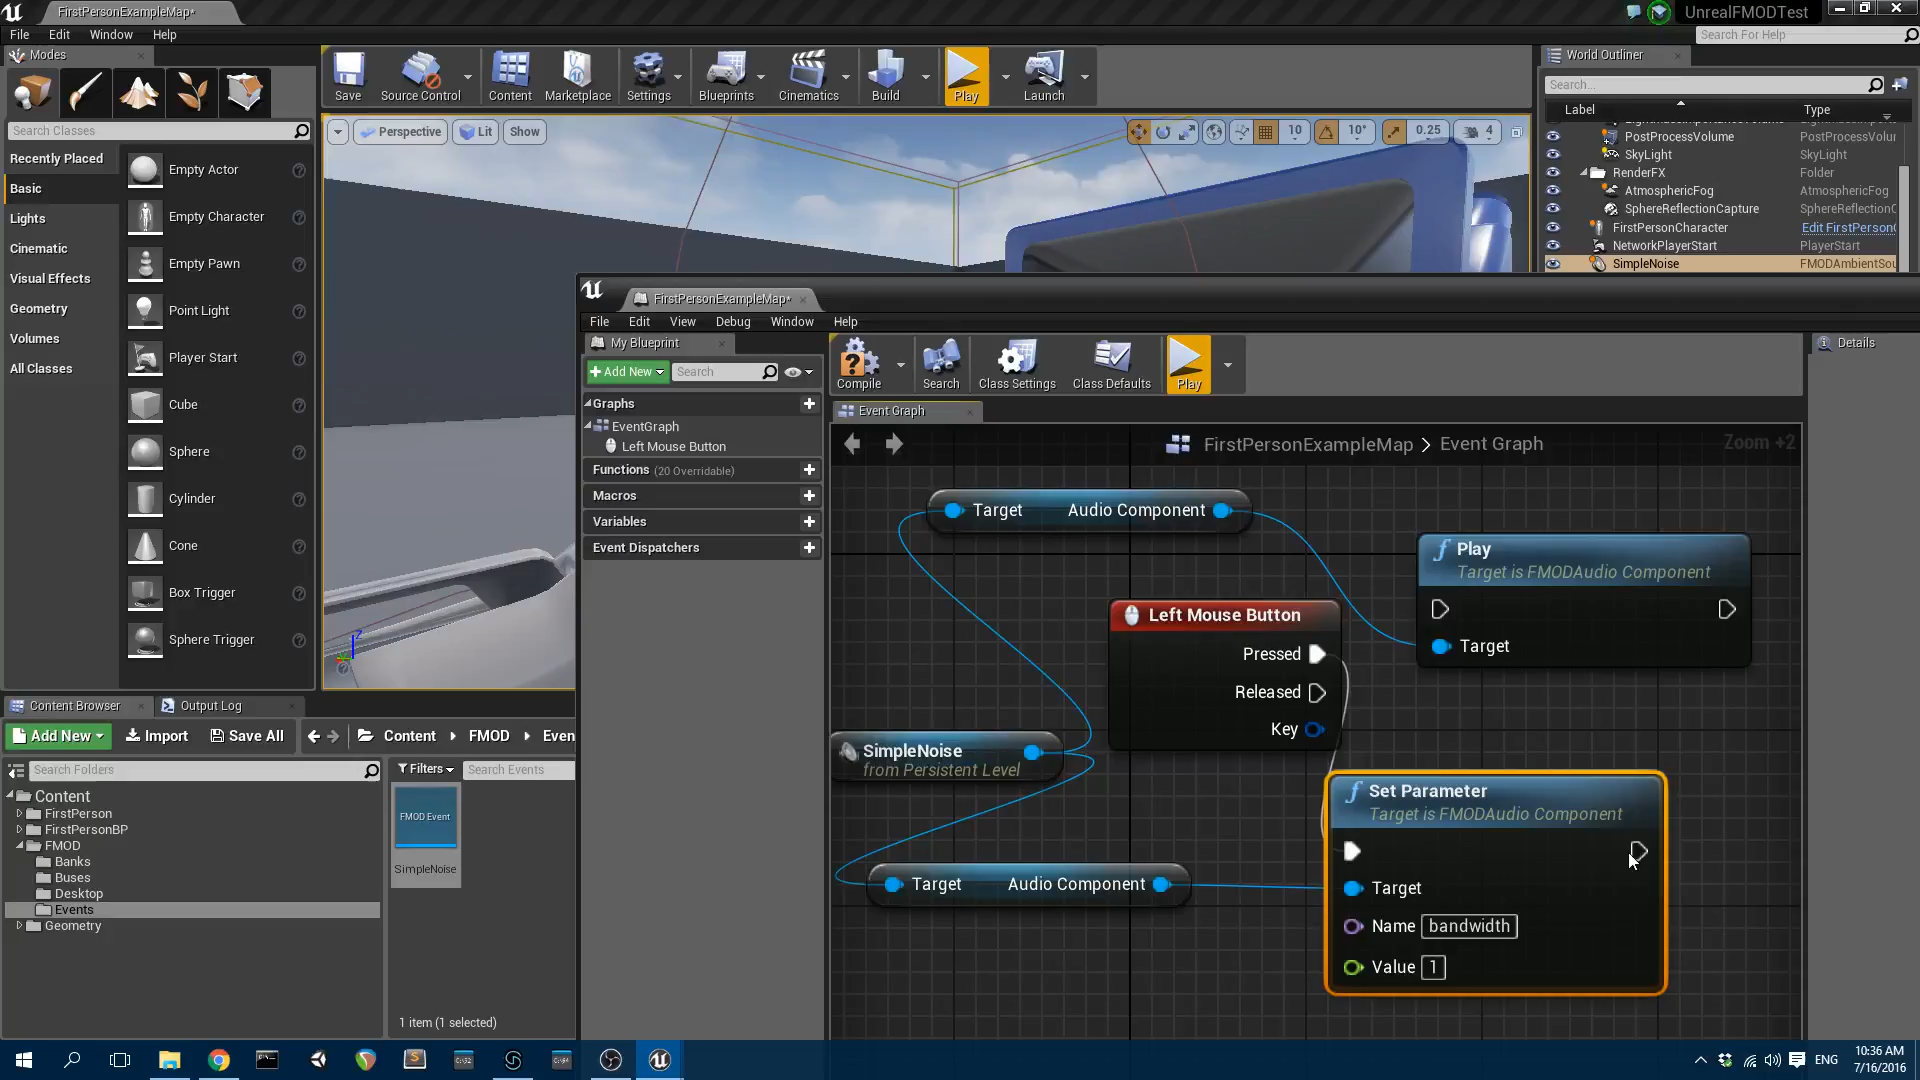 FirstPersonExampleMap*
UnrealFMODTest
File Edit Window Help
Search For Help
Modes
World Outliner
Save
Source Control
Content
Marketplace
Settings
Blueprints
Cinematics
Build
Play
Launch
Search...
Label Type
Search Classes
Perspective
Lit
Show
10
10°
0.25
4
Recently Placed
Basic
Lights
Cinematic
Visual Effects
Geometry
Volumes
All Classes
Empty Actor
Empty Character
Empty Pawn
Point Light
Player Start
Cube
Sphere
Cylinder
Cone
Box Trigger
Sphere Trigger
PostProcessVolume PostProcessV
SkyLight SkyLight
RenderFX Folder
AtmosphericFog AtmosphericFog
SphereReflectionCapture SphereReflectionC
FirstPersonCharacter Edit FirstPersonC
NetworkPlayerStart PlayerStart
SimpleNoise FMODAmbientSou
FirstPersonExampleMap*
File Edit View Debug Window Help
My Blueprint
Details
+Add New
Search
Compile
Search
Class Settings
Class Defaults
Play
Graphs
EventGraph
Left Mouse Button
Functions (20 Overridable)
Macros
Variables
Event Dispatchers
Event Graph
FirstPersonExampleMap > Event Graph
Zoom +2
Target Audio Component
Play
Target is FMODAudio Component
Target
Left Mouse Button
Pressed
Released
Key
SimpleNoise
from Persistent Level
Target Audio Component
Set Parameter
Target is FMODAudio Component
Target
Name bandwidth
Value 1
Content Browser
Output Log
Add New
Import
Save All
Content
FMOD
Even
Search Folders
Filters
Search Events
Content
FirstPerson
FirstPersonBP
FMOD
Banks
Buses
Desktop
Events
Geometry
FMOD Event
SimpleNoise
1 item (1 selected)
ENG
10:36 AM
7/16/2016